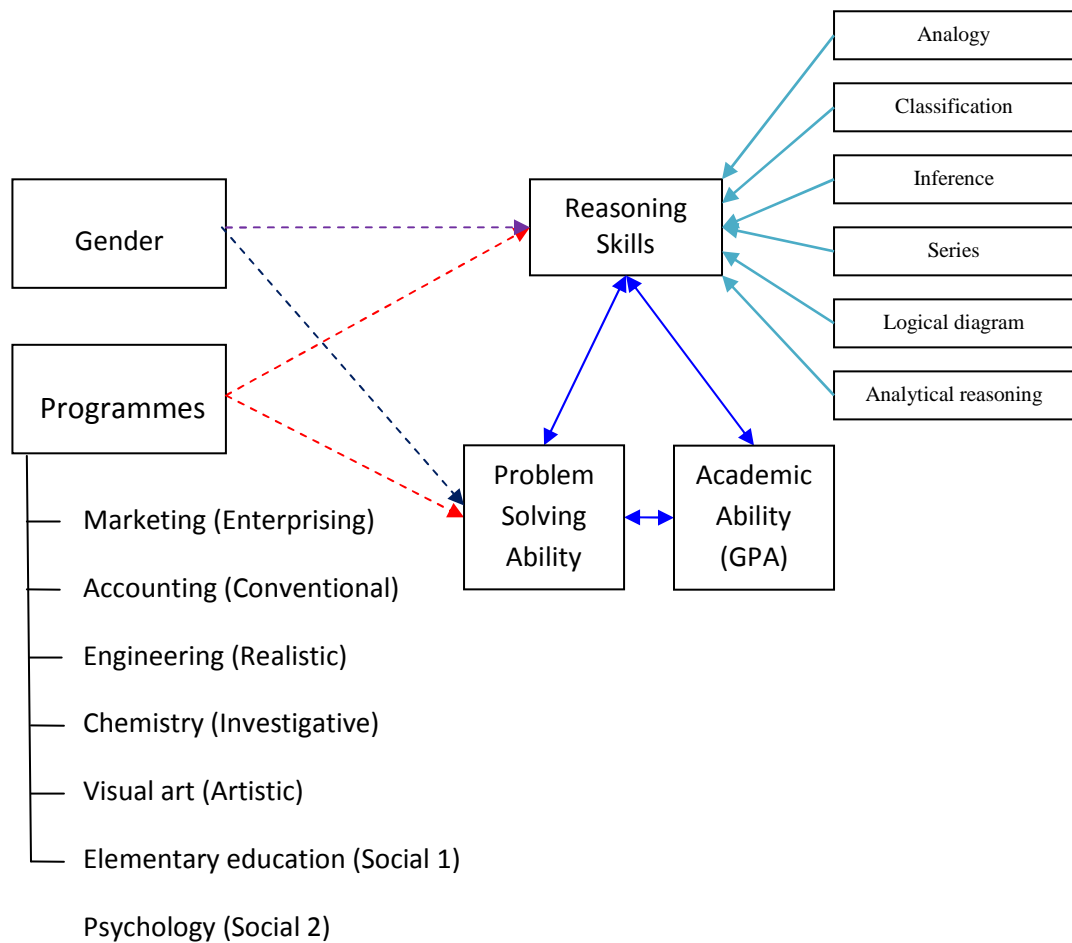 Analogy
Classification
Inference
Series
Logical diagram
Analytical reasoning
Reasoning
Skills
Gender
Programmes
Problem
Solving
Ability
Academic
Ability
(GPA)
Marketing (Enterprising)
Accounting (Conventional)
Engineering (Realistic)
Chemistry (Investigative)
Visual art (Artistic)
Elementary education (Social 1)
Psychology (Social 2)